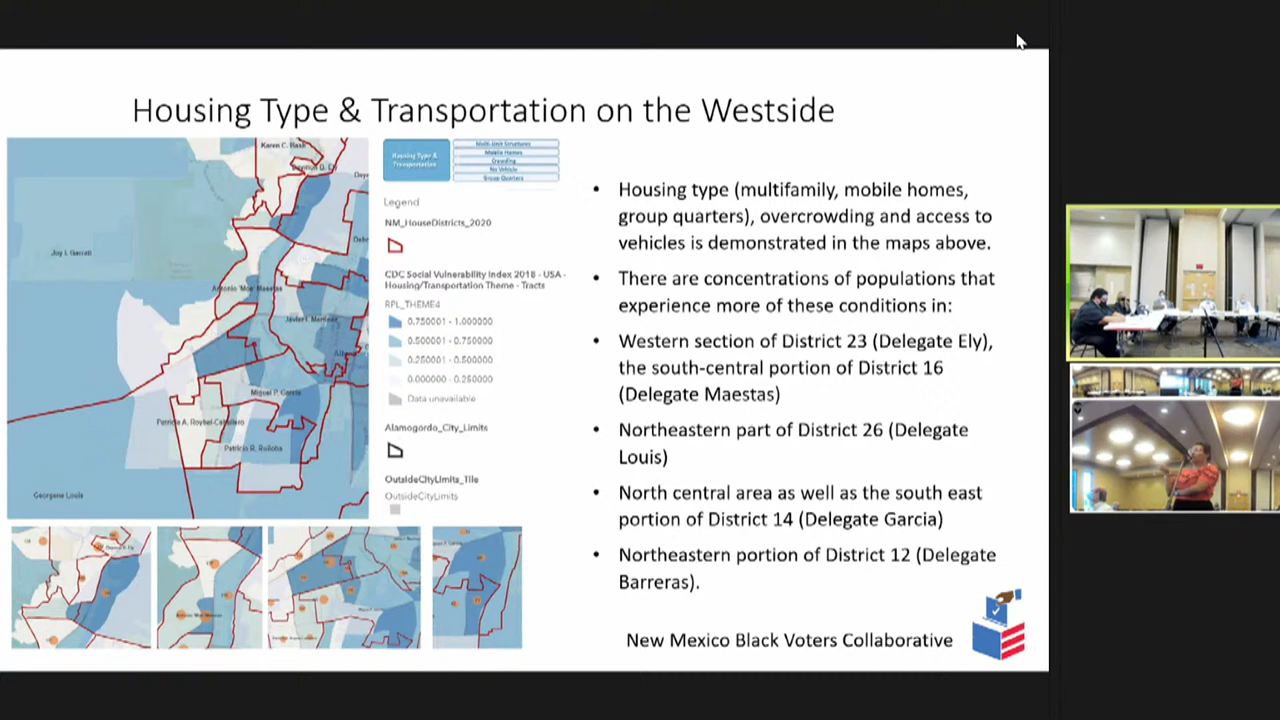 Housing Type & Transportation on the Westside
Karen C. Bash
Joy I. Garratt
Antonio 'Moe' Maestas
Javier I. Martinez
Miguel P. Garcia
Patricio R. Ruiloba
Georgene Louis
Housing Type &
Transportation
Multi-Unit Structures
Mobile Homes
Crowding
No Vehicle
Group Quarters
Legend
NM_HouseDistricts_2020
CDC Social Vulnerability Index 2018 - USA -
Housing/Transportation Theme - Tracts
RPL_THEME4
0.750001 - 1.000000
0.500001 - 0.750000
0.250001 - 0.500000
0.000000 - 0.250000
Data unavailable
Alamogordo_City_Limits
OutsideCityLimits_Tile
OutsideCityLimits
• Housing type (multifamily, mobile homes,
group quarters), overcrowding and access to
vehicles is demonstrated in the maps above.
• There are concentrations of populations that
experience more of these conditions in:
• Western section of District 23 (Delegate Ely),
the south-central portion of District 16
(Delegate Maestas)
• Northeastern part of District 26 (Delegate
Louis)
• North central area as well as the south east
portion of District 14 (Delegate Garcia)
• Northeastern portion of District 12 (Delegate
Barreras).
New Mexico Black Voters Collaborative